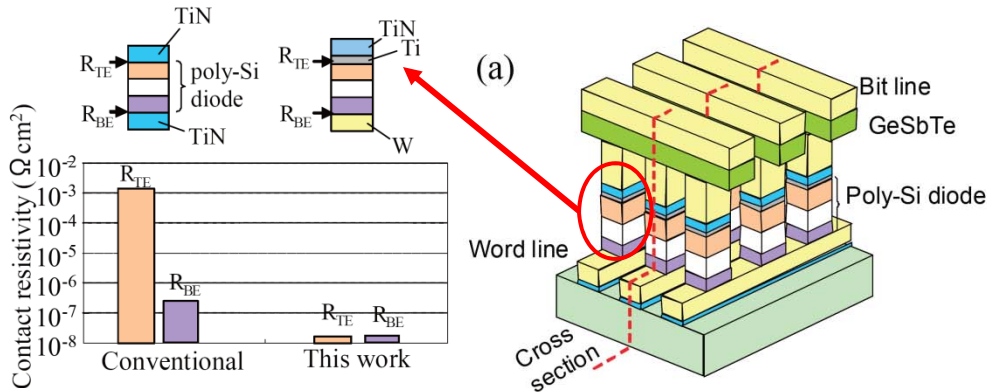 TiN
R_TE
poly-Si
diode
R_BE
TiN
TiN
Ti
R_TE
R_BE
W
Contact resistivity (Ω cm²)
10⁻²
10⁻³
10⁻⁴
10⁻⁵
10⁻⁶
10⁻⁷
10⁻⁸
R_TE
R_BE
R_TE
R_BE
Conventional
This work
(a)
Bit line
GeSbTe
Poly-Si diode
Word line
Cross
section